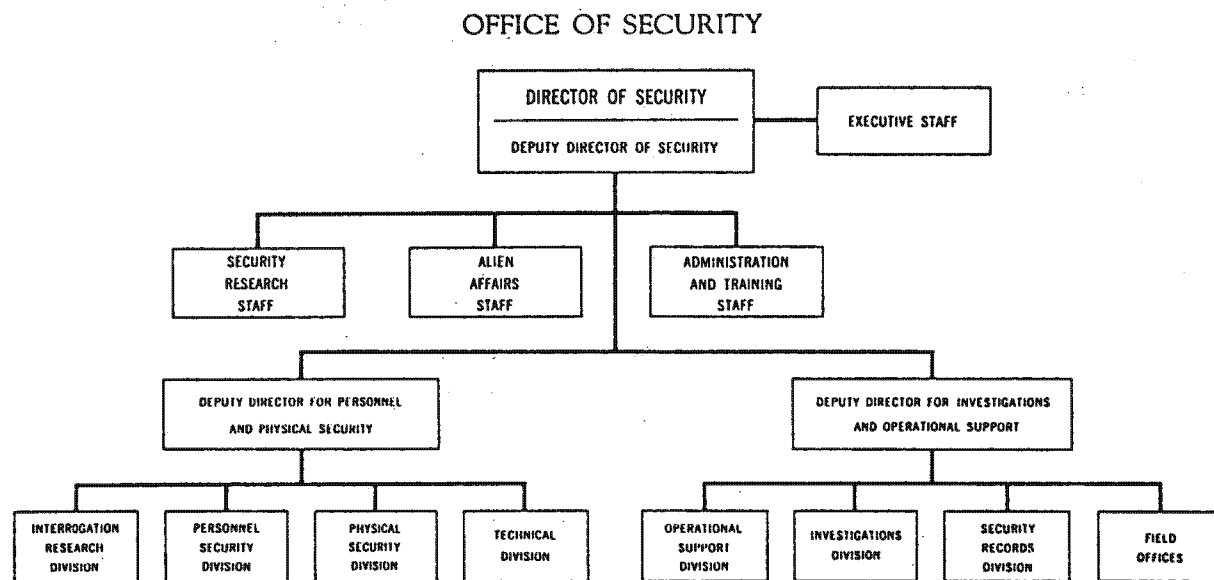 OFFICE OF SECURITY
DIRECTOR OF SECURITY
DEPUTY DIRECTOR OF SECURITY
EXECUTIVE STAFF
SECURITY
RESEARCH
STAFF
ALIEN
AFFAIRS
STAFF
ADMINISTRATION
AND TRAINING
STAFF
DEPUTY DIRECTOR FOR PERSONNEL
AND PHYSICAL SECURITY
DEPUTY DIRECTOR FOR INVESTIGATIONS
AND OPERATIONAL SUPPORT
INTERROGATION
RESEARCH
DIVISION
PERSONNEL
SECURITY
DIVISION
PHYSICAL
SECURITY
DIVISION
TECHNICAL
DIVISION
OPERATIONAL
SUPPORT
DIVISION
INVESTIGATIONS
DIVISION
SECURITY
RECORDS
DIVISION
FIELD
OFFICES